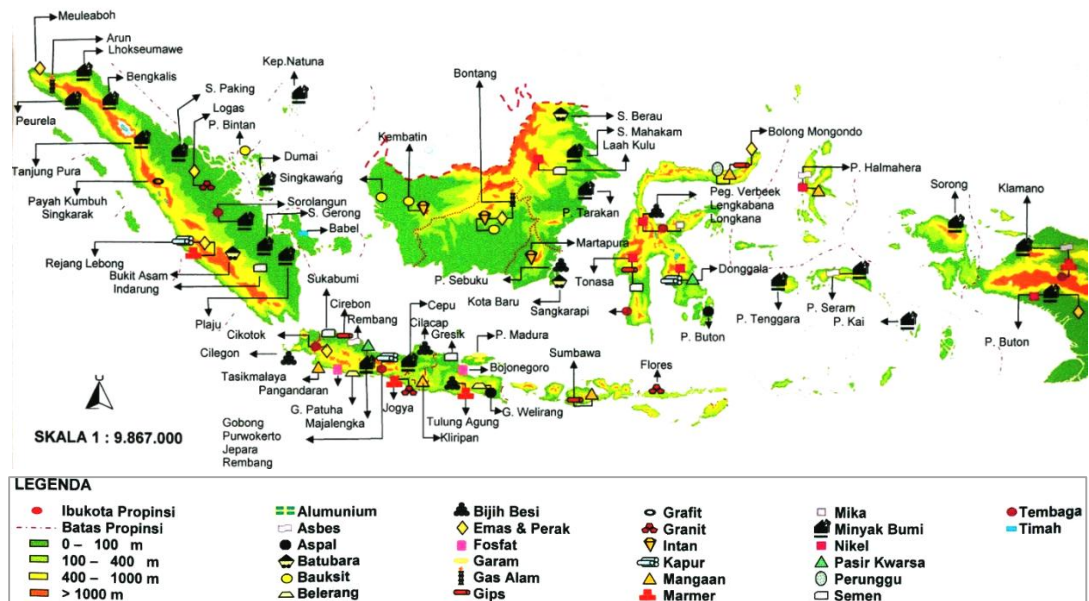 Meuleaboh
Arun
Lhokseumawe
Bengkalis
Kep.Natuna
S. Paking
Logas
P. Bintan
Peurela
Tanjung Pura
Dumai
Singkawang
Payah Kumbuh
Singkarak
Sorolangun
S. Gerong
Babel
Rejang Lebong
Bukit Asam
Indarung
Plaju
Bontang
Kembatin
S. Berau
S. Mahakam
Laah Kulu
P. Tarakan
Martapura
P. Sebuku
Kota Baru
Sangkarapi
Tonasa
Bolong Mongondo
P. Halmahera
Peg. Verbeek
Lengkabana
Longkana
Sorong
Klamano
Donggala
P. Buton
P. Tenggara
P. Seram
P. Kai
P. Buton
Sukabumi
Cirebon
Rembang
Cepu
Cilacap
Gresik
P. Madura
Cikotok
Cilegon
Bojonegoro
Sumbawa
Flores
Tasikmalaya
Pangandaran
G. Patuha
Majalengka
Jogya
Tulung Agung
Kliripan
G. Welirang
Gobong
Purwokerto
Jepara
Rembang
SKALA 1 : 9.867.000
LEGENDA
Ibukota Propinsi
Batas Propinsi
0 – 100 m
100 – 400 m
400 – 1000 m
> 1000 m
Alumunium
Asbes
Aspal
Batubara
Bauksit
Belerang
Bijih Besi
Emas & Perak
Fosfat
Garam
Gas Alam
Gips
Grafit
Granit
Intan
Kapur
Mangaan
Marmer
Mika
Minyak Bumi
Nikel
Pasir Kwarsa
Perunggu
Semen
Tembaga
Timah